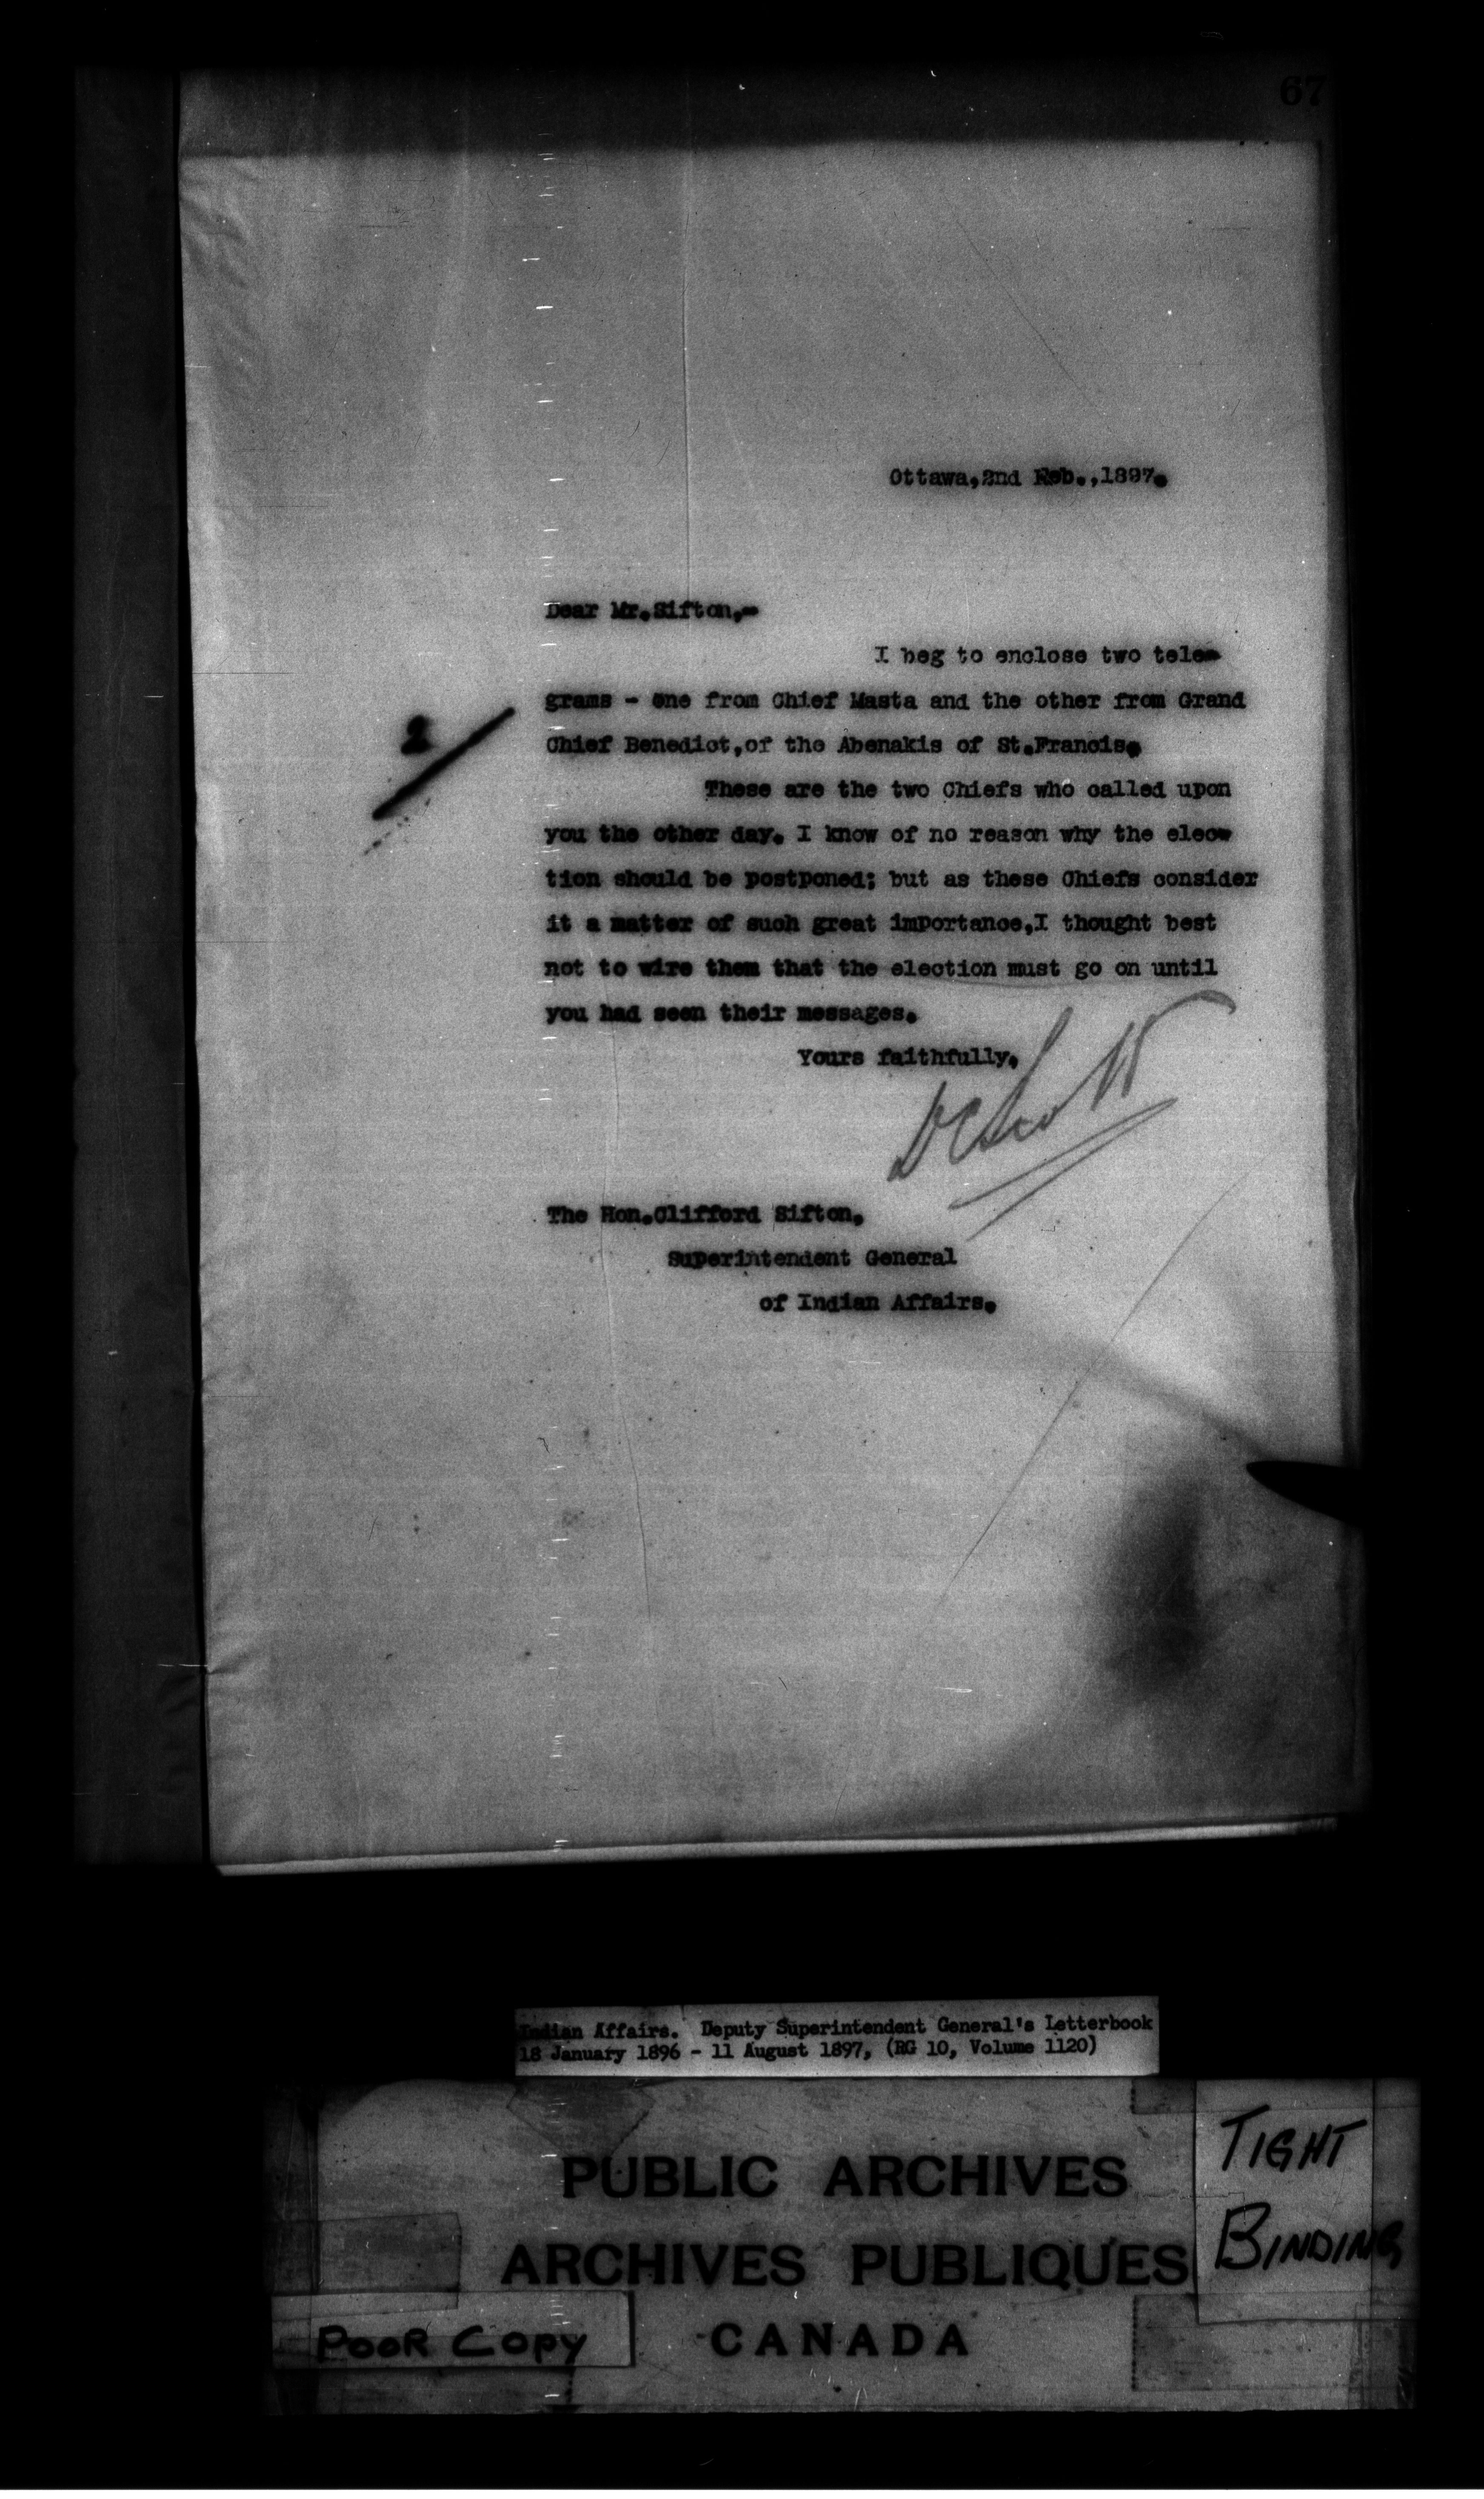 67
Ottawa,2nd Feb.,1897.
Dear Mr.Sifton,-
I beg to enclose two tele-
grams - one from Chief Masta and the other from Grand
Chief Benedict,of the Abenakis of St.Francis.
2
These are the two Chiefs who called upon
you the other day. I know of no reason why the elec-
tion should be postponed; but as these Chiefs consider
it a matter of such great importance,I thought best
not to wire them that the election must go on until
you had seen their messages.
Yours faithfully.
D C Scott
The Hon.Clifford Sifton,
Superintendent General
of Indian Affairs.
Indian Affairs. Deputy Superintendent General's Letterbook
18 January 1896 - 11 August 1897, (RG 10, Volume 1120)
PUBLIC ARCHIVES
ARCHIVES PUBLIQUES
CANADA
TIGHT
BINDING
POOR COPY